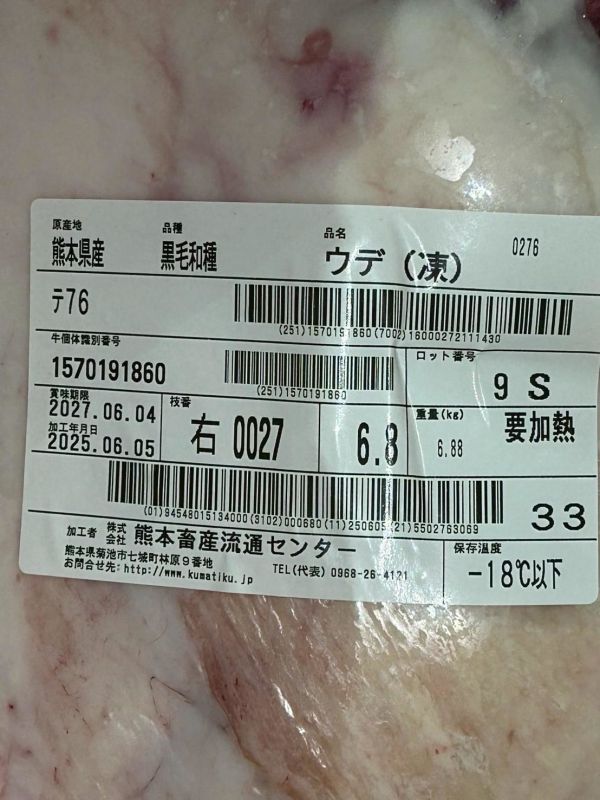 原産地 品種 品名 0276
熊本県産 黒毛和種 ウデ(凍)
テ76
(251)1570191860(7002)16000272111430
牛個体識別番号 ロット番号
1570191860 9 S
(251)1570191860
賞味期限 枝番 重量(kg) 要加熱
2027.06.04 右 0027 6.8 6.88
加工年月日
2025.06.05
(01)94548015134000(3102)000680(11)250605(21)5502763069
33
加工者 株式会社 熊本畜産流通センター 保存温度
熊本県菊池市七城町林原9番地 -18℃以下
お問合せ先:http://www.kumatiku.jp TEL(代表) 0968-26-4121